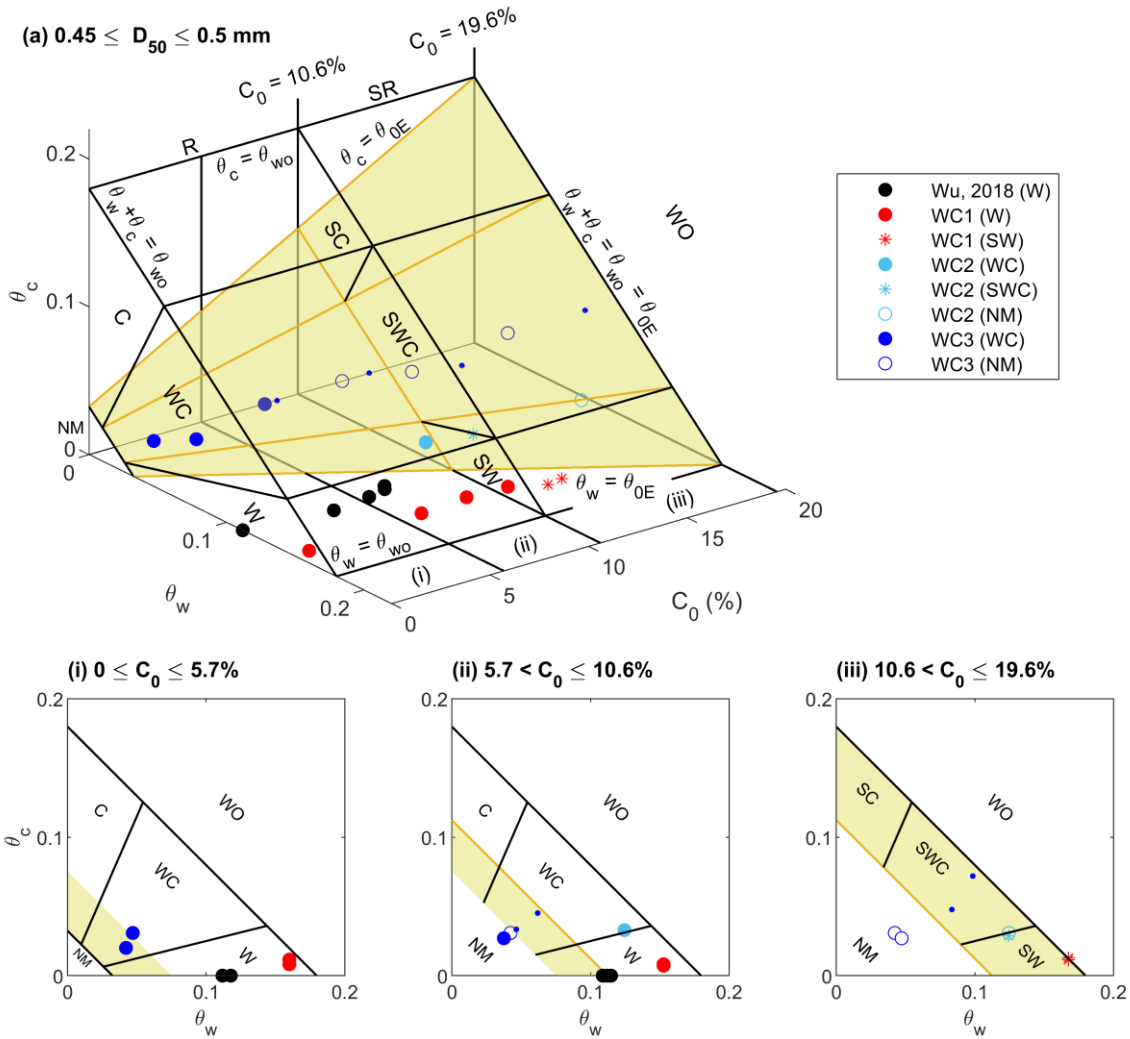 (a) 0.45 ≤ D50 ≤ 0.5 mm
C0 = 19.6%
C0 = 10.6%
SR
R
θc = θwo
θc = θ0E
0.2
θw+θc = θwo
SC
θw+θc = θwo = θ0E
WO
0.1
θc
C
SWC
WC
NM
0
0
SW
θw = θ0E
W
(iii)
20
0.1
θw = θwo
(ii)
15
(i)
10
θw
0.2
5
C0 (%)
0
Wu, 2018 (W)
WC1 (W)
WC1 (SW)
WC2 (WC)
WC2 (SWC)
WC2 (NM)
WC3 (WC)
WC3 (NM)
(i) 0 ≤ C0 ≤ 5.7%
0.2
C
WO
0.1
θc
WC
W
NM
0
0
0.1
0.2
θw
(ii) 5.7 < C0 ≤ 10.6%
0.2
C
WO
0.1
WC
NM
W
0
0
0.1
0.2
θw
(iii) 10.6 < C0 ≤ 19.6%
0.2
SC
WO
0.1
SWC
NM
SW
0
0
0.1
0.2
θw